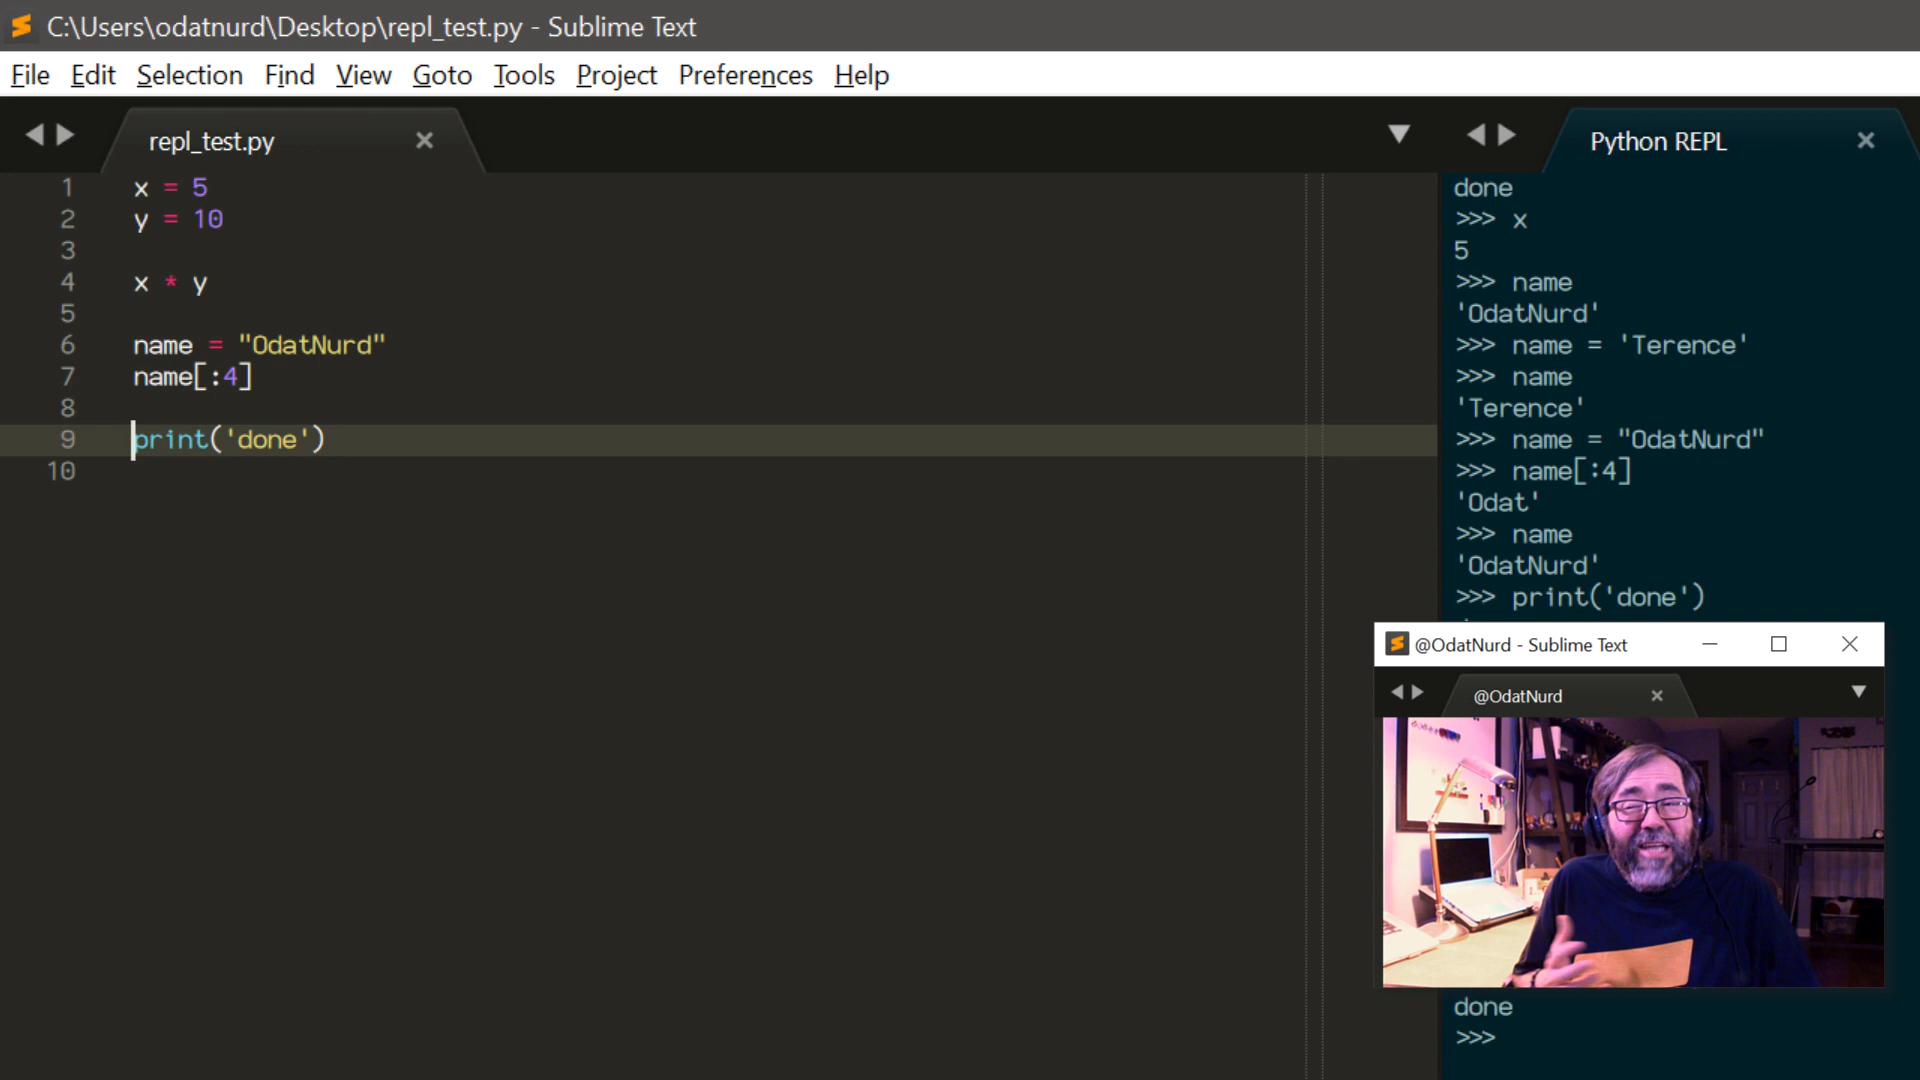 C:\Users\odatnurd\Desktop\repl_test.py - Sublime Text
File Edit Selection Find View Goto Tools Project Preferences Help
repl_test.py
1 x = 5
2 y = 10
3
4 x * y
5
6 name = "OdatNurd"
7 name[:4]
8
9 print('done')
10
Python REPL
done
>>> x
5
>>> name
'OdatNurd'
>>> name = 'Terence'
>>> name
'Terence'
>>> name = "OdatNurd"
>>> name[:4]
'Odat'
>>> name
'OdatNurd'
>>> print('done')
@OdatNurd - Sublime Text
@OdatNurd
done
>>>